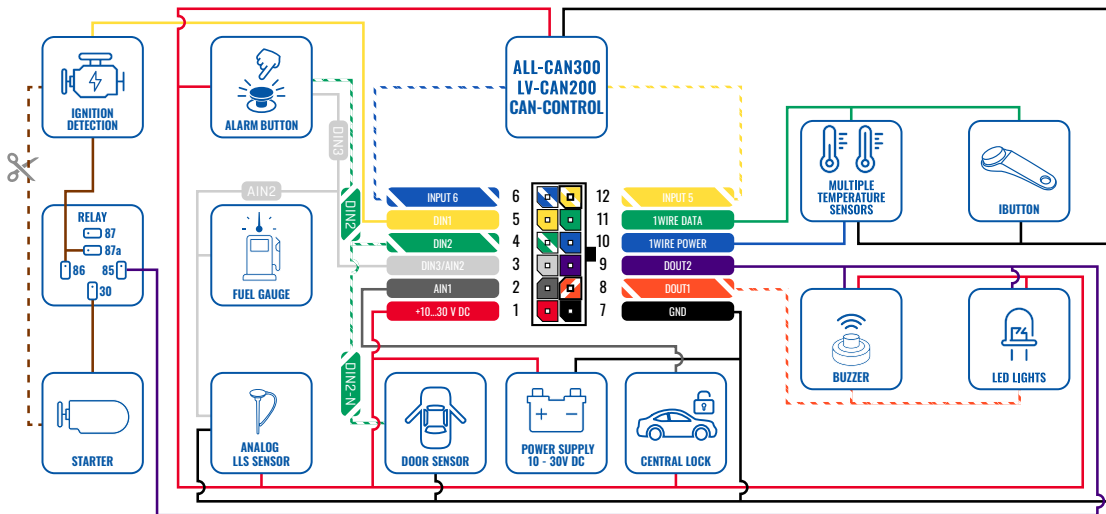 ALL-CAN300
LV-CAN200
CAN-CONTROL
IGNITION
DETECTION
ALARM BUTTON
DIN3
AIN2
DIN2
MULTIPLE
TEMPERATURE
SENSORS
IBUTTON
INPUT 6
6
12
INPUT 5
DIN1
5
11
1WIRE DATA
DIN2
4
10
1WIRE POWER
DIN3/AIN2
3
9
DOUT2
AIN1
2
8
DOUT1
+10...30 V DC
1
7
GND
RELAY
87
87a
86
85
30
FUEL GAUGE
DIN2-N
BUZZER
LED LIGHTS
STARTER
ANALOG
LLS SENSOR
DOOR SENSOR
POWER SUPPLY
10 - 30V DC
CENTRAL LOCK